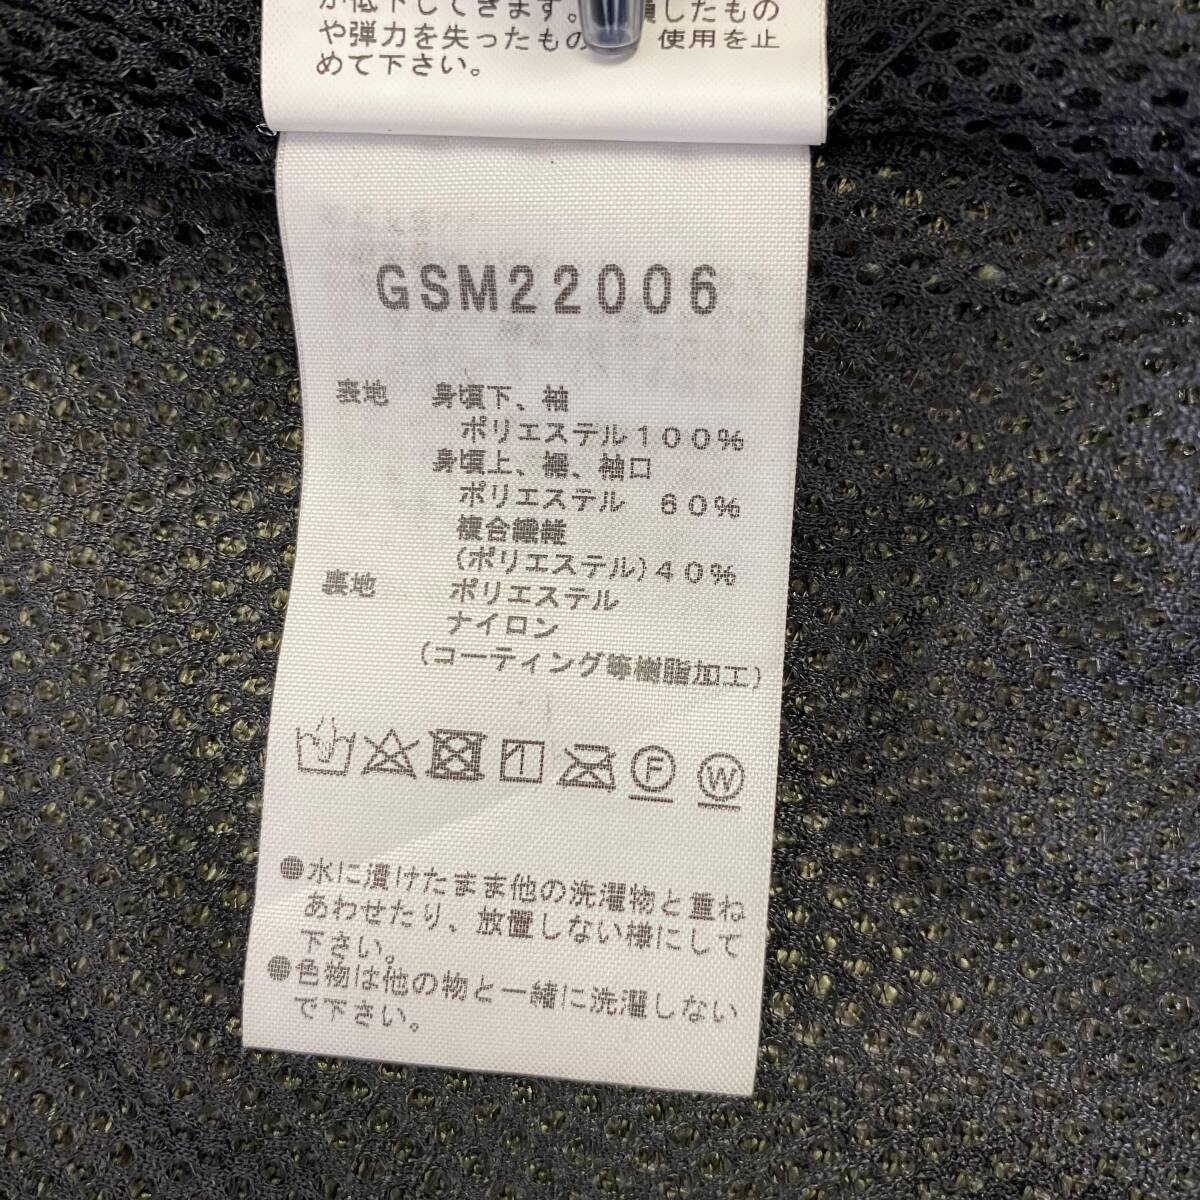 が低下してきます。 損したもの
や弾力を失ったもの 使用を止
めて下さい。
GSM22006
表地 身頃下、袖
ポリエステル100%
身頃上、襟、袖口
ポリエステル 60%
複合繊維
(ポリエステル)40%
裏地 ポリエステル
ナイロン
(コーティング等樹脂加工)
F W
●水に漬けたまま他の洗濯物と重ね
あわせたり、放置しない様にして
下さい。
●色物は他の物と一緒に洗濯しない
で下さい。